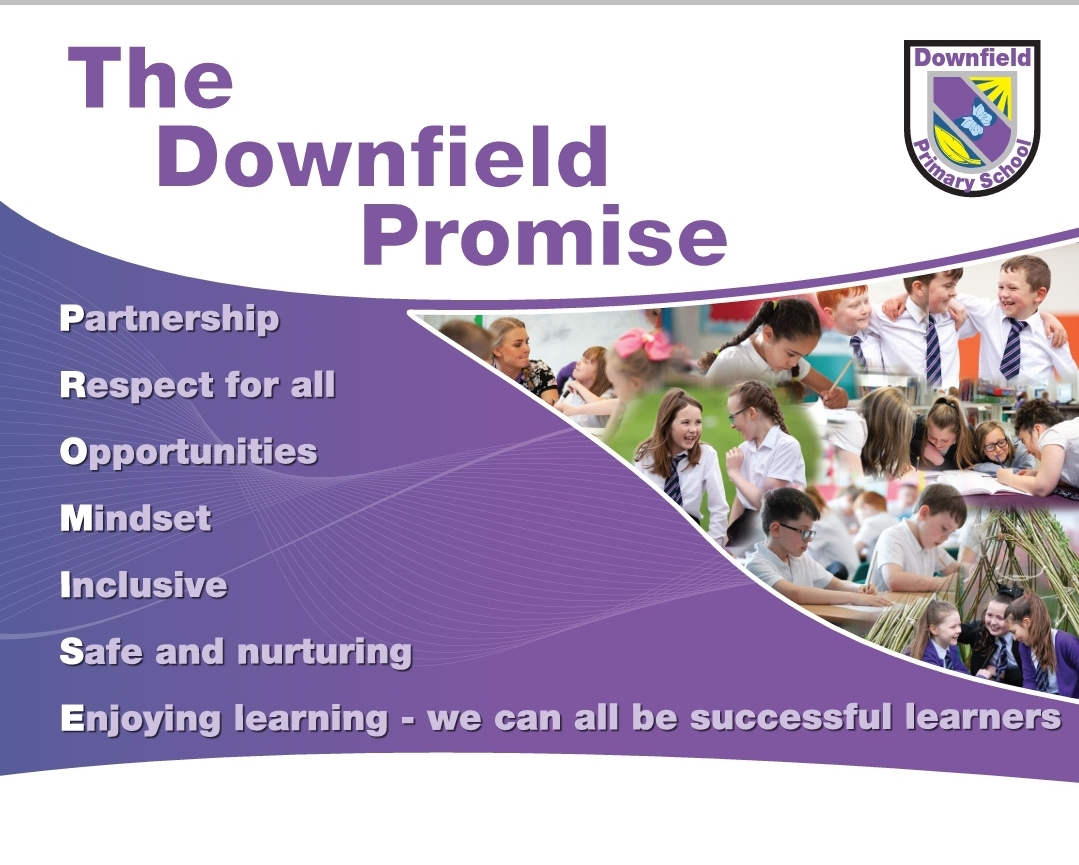 The
Downfield
Promise
Downfield
Primary School
Partnership
Respect for all
Opportunities
Mindset
Inclusive
Safe and nurturing
Enjoying learning - we can all be successful learners